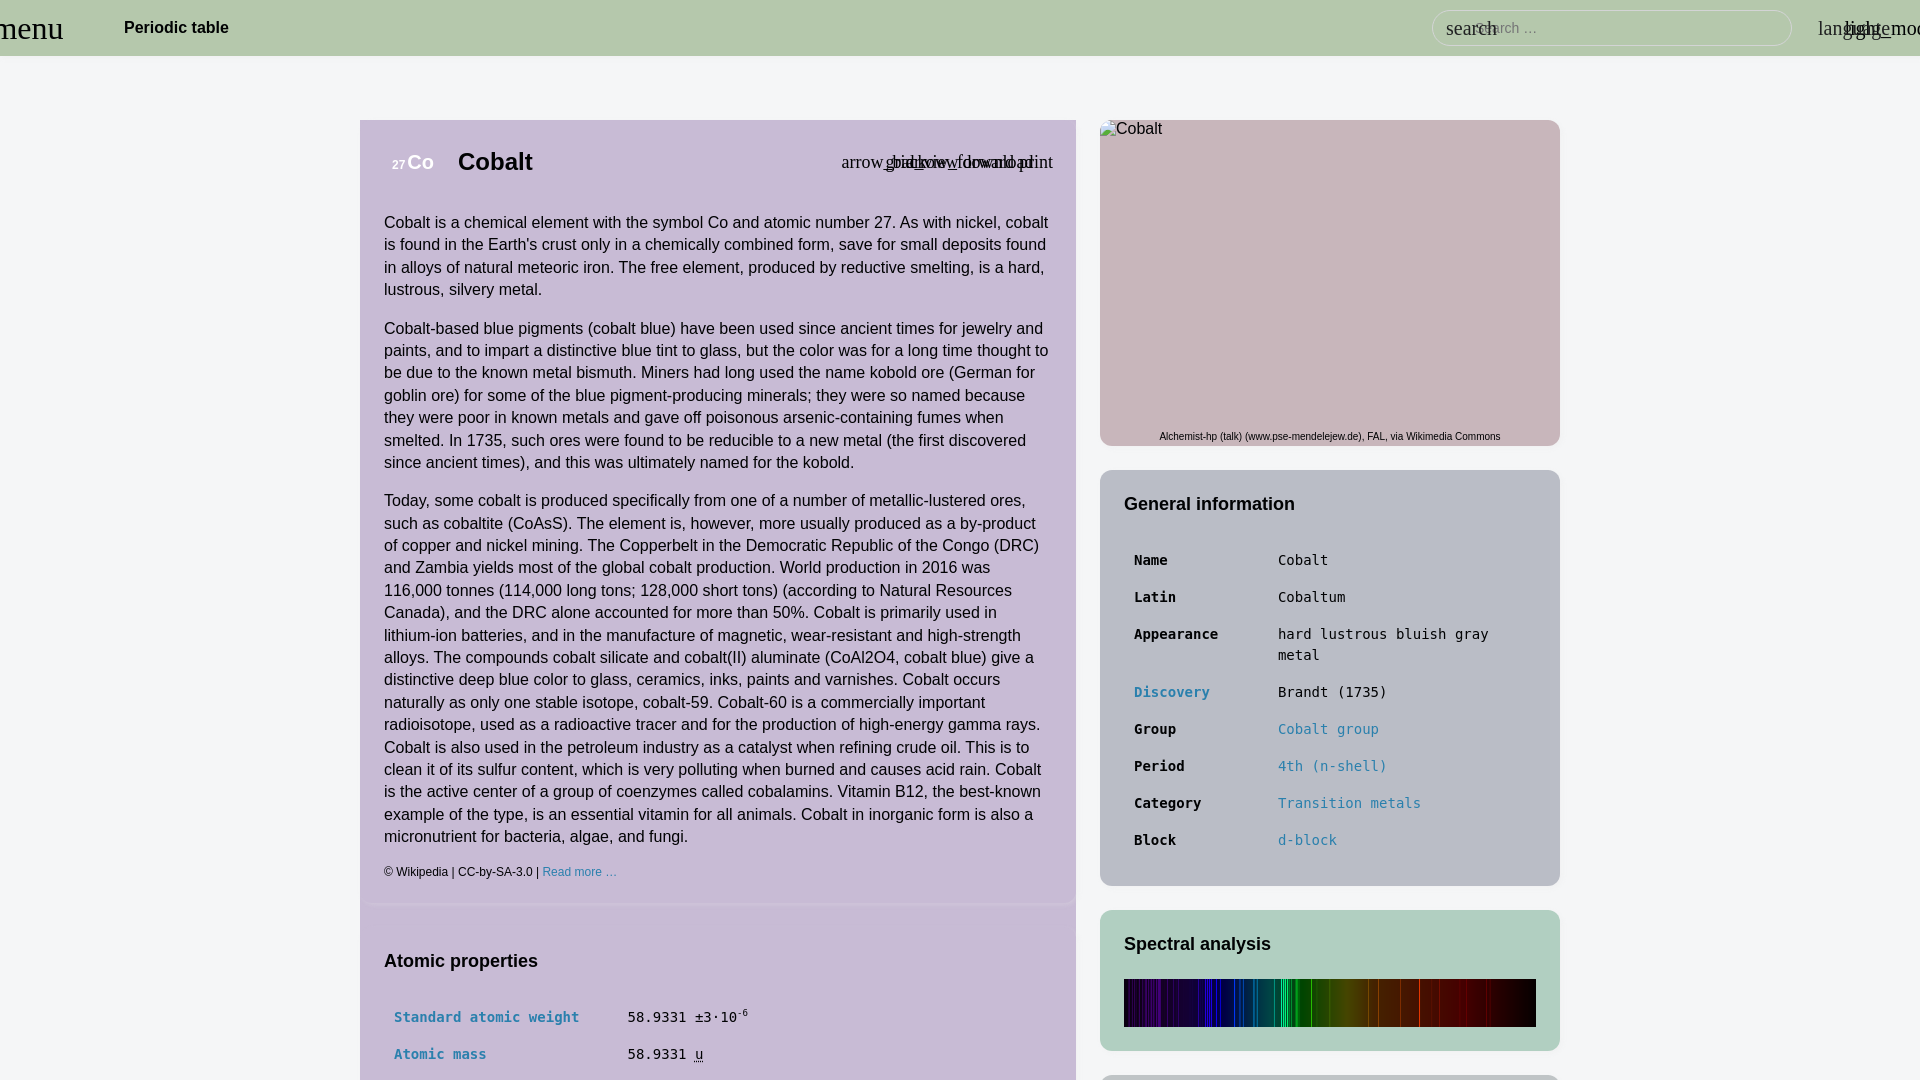 menu
Periodic table
search
Search …
language
light_mod
27 Co Cobalt
arrow_back
grid_view
arrow_forward
download
print
Cobalt is a chemical element with the symbol Co and atomic number 27. As with nickel, cobalt
is found in the Earth's crust only in a chemically combined form, save for small deposits found
in alloys of natural meteoric iron. The free element, produced by reductive smelting, is a hard,
lustrous, silvery metal.
Cobalt-based blue pigments (cobalt blue) have been used since ancient times for jewelry and
paints, and to impart a distinctive blue tint to glass, but the color was for a long time thought to
be due to the known metal bismuth. Miners had long used the name kobold ore (German for
goblin ore) for some of the blue pigment-producing minerals; they were so named because
they were poor in known metals and gave off poisonous arsenic-containing fumes when
smelted. In 1735, such ores were found to be reducible to a new metal (the first discovered
since ancient times), and this was ultimately named for the kobold.
Today, some cobalt is produced specifically from one of a number of metallic-lustered ores,
such as cobaltite (CoAsS). The element is, however, more usually produced as a by-product
of copper and nickel mining. The Copperbelt in the Democratic Republic of the Congo (DRC)
and Zambia yields most of the global cobalt production. World production in 2016 was
116,000 tonnes (114,000 long tons; 128,000 short tons) (according to Natural Resources
Canada), and the DRC alone accounted for more than 50%. Cobalt is primarily used in
lithium-ion batteries, and in the manufacture of magnetic, wear-resistant and high-strength
alloys. The compounds cobalt silicate and cobalt(II) aluminate (CoAl2O4, cobalt blue) give a
distinctive deep blue color to glass, ceramics, inks, paints and varnishes. Cobalt occurs
naturally as only one stable isotope, cobalt-59. Cobalt-60 is a commercially important
radioisotope, used as a radioactive tracer and for the production of high-energy gamma rays.
Cobalt is also used in the petroleum industry as a catalyst when refining crude oil. This is to
clean it of its sulfur content, which is very polluting when burned and causes acid rain. Cobalt
is the active center of a group of coenzymes called cobalamins. Vitamin B12, the best-known
example of the type, is an essential vitamin for all animals. Cobalt in inorganic form is also a
micronutrient for bacteria, algae, and fungi.
© Wikipedia | CC-by-SA-3.0 | Read more …
Atomic properties
Standard atomic weight 58.9331 ±3·10-6
Atomic mass 58.9331 u
Cobalt
Alchemist-hp (talk) (www.pse-mendelejew.de), FAL, via Wikimedia Commons
General information
Name Cobalt
Latin Cobaltum
Appearance hard lustrous bluish gray
metal
Discovery Brandt (1735)
Group Cobalt group
Period 4th (n-shell)
Category Transition metals
Block d-block
Spectral analysis